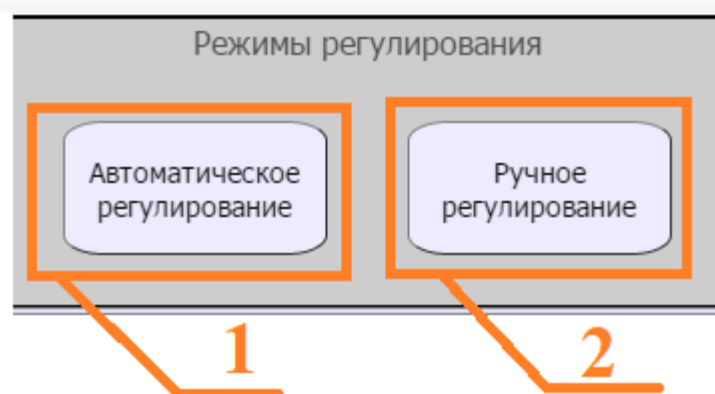 Режимы регулирования
Автоматическое
регулирование
Ручное
регулирование
1
2